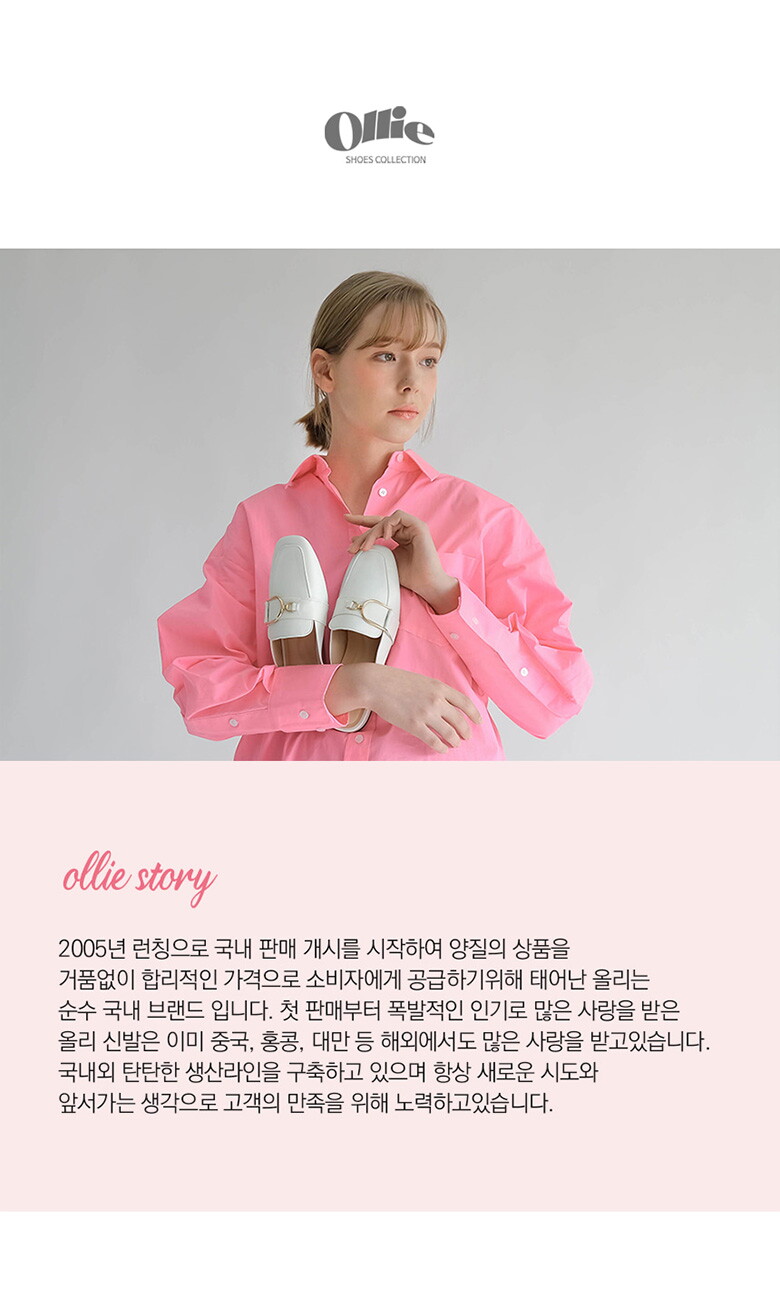 Ollie
SHOES COLLECTION
ollie story
2005년 런칭으로 국내 판매 개시를 시작하여 양질의 상품을
거품없이 합리적인 가격으로 소비자에게 공급하기위해 태어난 올리는
순수 국내 브랜드 입니다. 첫 판매부터 폭발적인 인기로 많은 사랑을 받은
올리 신발은 이미 중국, 홍콩, 대만 등 해외에서도 많은 사랑을 받고있습니다.
국내외 탄탄한 생산라인을 구축하고 있으며 항상 새로운 시도와
앞서가는 생각으로 고객의 만족을 위해 노력하고있습니다.